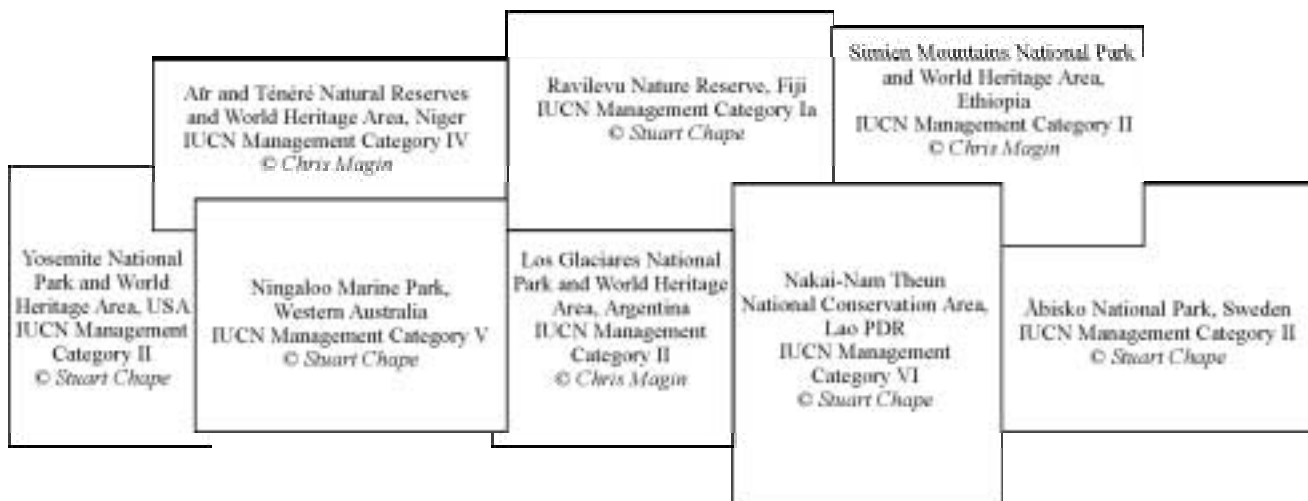 Aïr and Ténéré Natural Reserves
and World Heritage Area, Niger
IUCN Management Category IV
© Chris Magin
Ravilevu Nature Reserve, Fiji
IUCN Management Category Ia
© Stuart Chape
Simien Mountains National Park
and World Heritage Area,
Ethiopia
IUCN Management Category II
© Chris Magin
Yosemite National
Park and World
Heritage Area, USA
IUCN Management
Category II
© Stuart Chape
Ningaloo Marine Park,
Western Australia
IUCN Management Category V
© Stuart Chape
Los Glaciares National
Park and World Heritage
Area, Argentina
IUCN Management
Category II
© Chris Magin
Nakai-Nam Theun
National Conservation Area,
Lao PDR
IUCN Management
Category VI
© Stuart Chape
Åbisko National Park, Sweden
IUCN Management Category II
© Stuart Chape